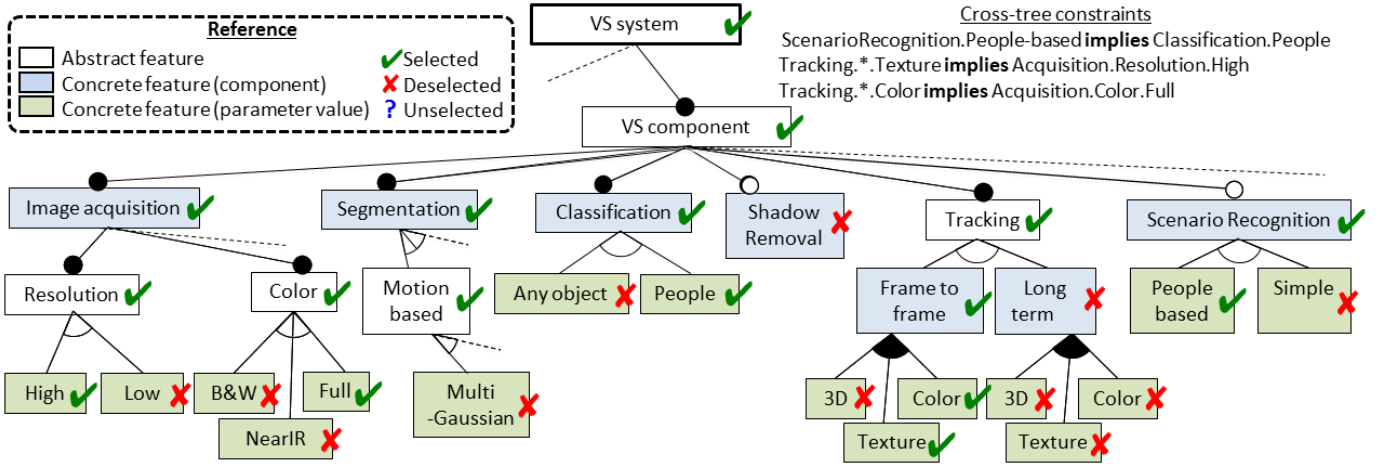 Reference
Abstract feature
Selected
Concrete feature (component)
Deselected
Concrete feature (parameter value)
? Unselected
VS system
Cross-tree constraints
ScenarioRecognition.People-based implies Classification.People
Tracking.*.Texture implies Acquisition.Resolution.High
Tracking.*.Color implies Acquisition.Color.Full
VS component
Image acquisition
Segmentation
Classification
Shadow
Removal
Tracking
Scenario Recognition
Resolution
Color
Motion
based
Any object
People
Frame to
frame
Long
term
People
based
Simple
High
Low
B&W
Full
NearIR
Multi
-Gaussian
3D
Color
Texture
3D
Color
Texture